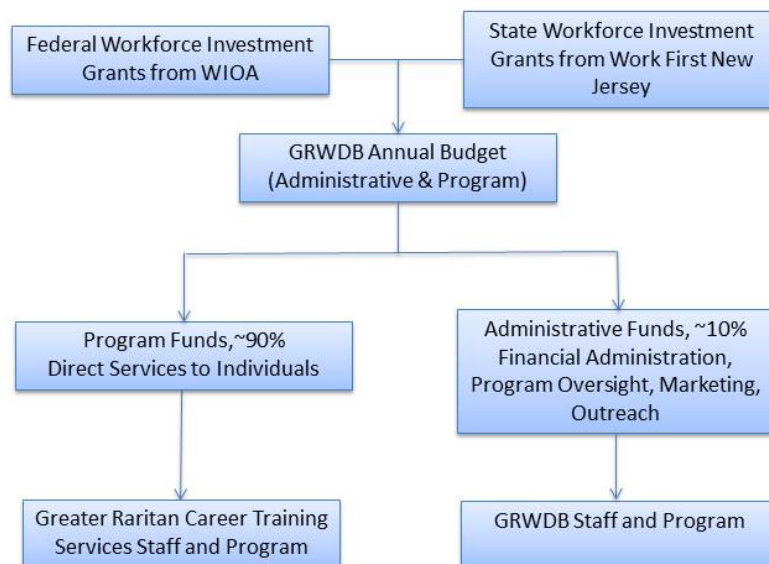 Federal Workforce Investment
Grants from WIOA
State Workforce Investment
Grants from Work First New
Jersey
GRWDB Annual Budget
(Administrative & Program)
Program Funds,~90%
Direct Services to Individuals
Administrative Funds, ~10%
Financial Administration,
Program Oversight, Marketing,
Outreach
Greater Raritan Career Training
Services Staff and Program
GRWDB Staff and Program